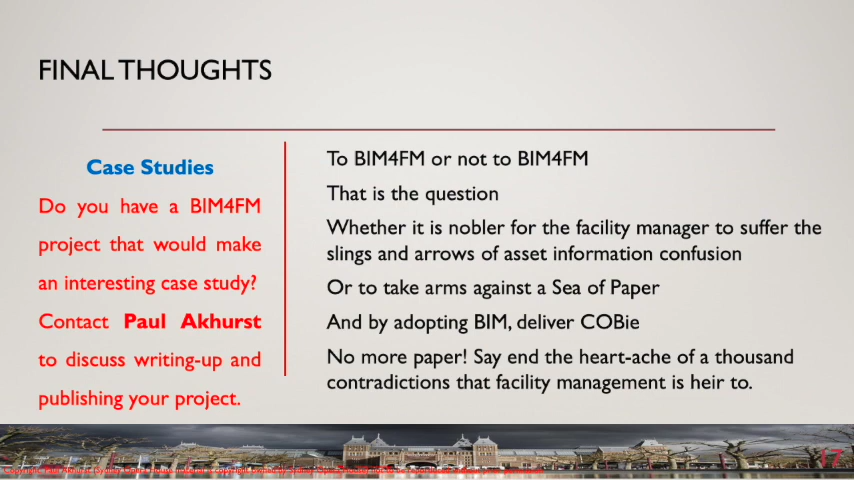 FINAL THOUGHTS
Case Studies
Do you have a BIM4FM
project that would make
an interesting case study?
Contact Paul Akhurst
to discuss writing-up and
publishing your project.
To BIM4FM or not to BIM4FM
That is the question
Whether it is nobler for the facility manager to suffer the
slings and arrows of asset information confusion
Or to take arms against a Sea of Paper
And by adopting BIM, deliver COBie
No more paper! Say end the heart-ache of a thousand
contradictions that facility management is heir to.
17